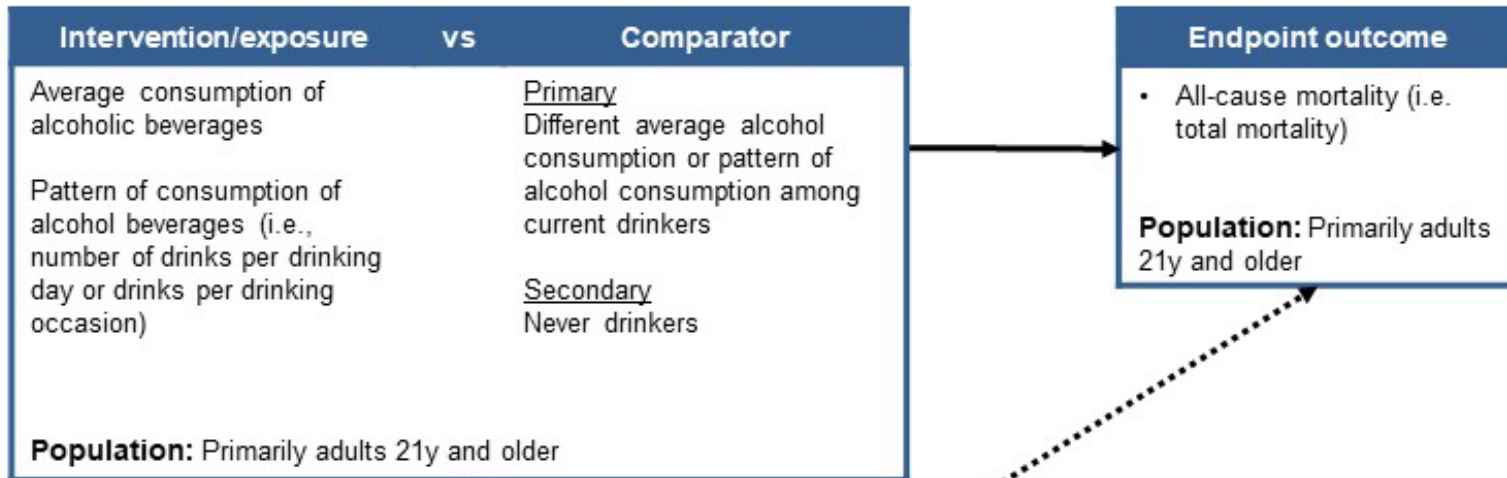 Intervention/exposure vs Comparator
Average consumption of
alcoholic beverages
Pattern of consumption of
alcohol beverages (i.e.,
number of drinks per drinking
day or drinks per drinking
occasion)
Primary
Different average alcohol
consumption or pattern of
alcohol consumption among
current drinkers
Secondary
Never drinkers
Population: Primarily adults 21y and older
Endpoint outcome
• All-cause mortality (i.e.
total mortality)
Population: Primarily adults
21y and older